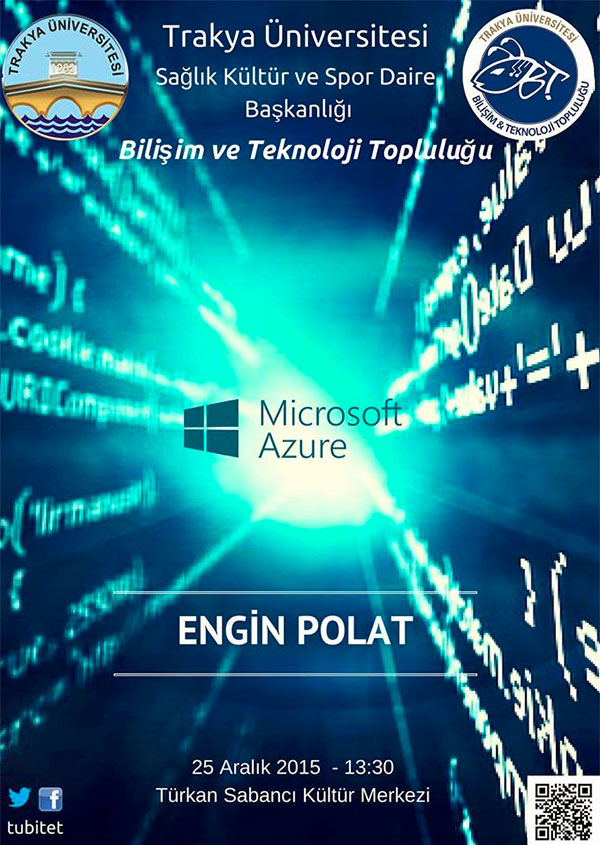 Trakya Üniversitesi
Sağlık Kültür ve Spor Daire
Başkanlığı
Bilişim ve Teknoloji Topluluğu
TRAKYA ÜNİVERSİTESİ
1982
TRAKYA ÜNİVERSİTESİ
BİLİŞİM & TEKNOLOJİ TOPLULUĞU
Microsoft
Azure
ENGİN POLAT
25 Aralık 2015 - 13:30
Türkan Sabancı Kültür Merkezi
tubitet